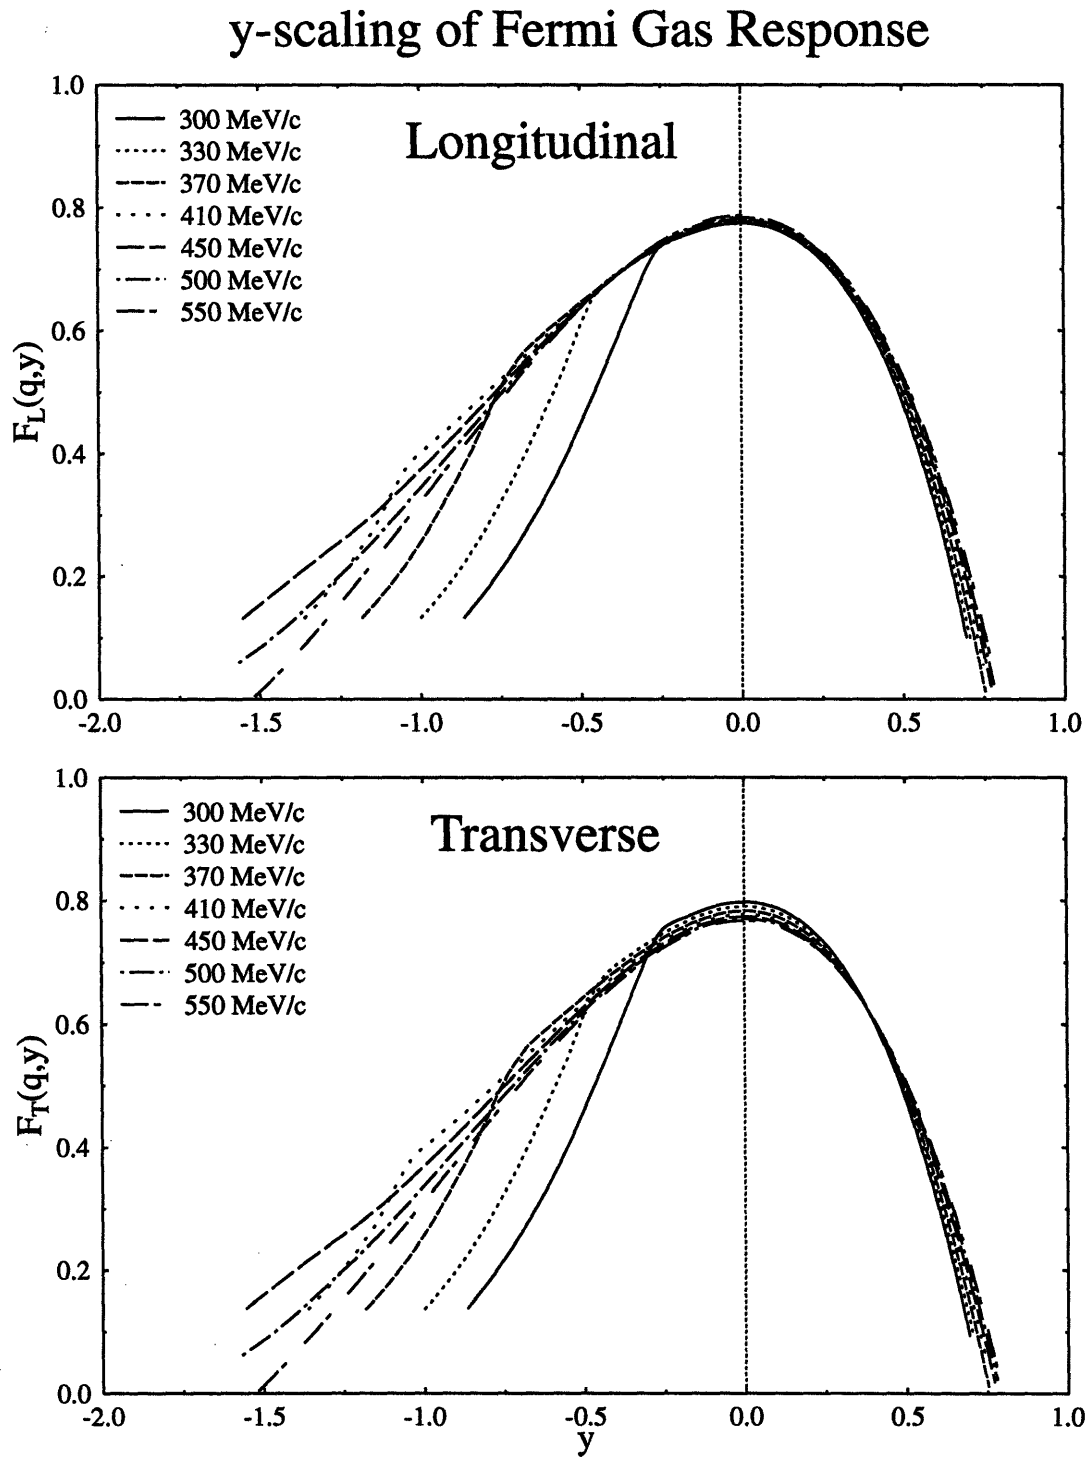 y-scaling of Fermi Gas Response
1.0
0.8
0.6
0.4
0.2
0.0
F_L(q,y)
300 MeV/c
330 MeV/c
370 MeV/c
410 MeV/c
450 MeV/c
500 MeV/c
550 MeV/c
Longitudinal
-2.0 -1.5 -1.0 -0.5 0.0 0.5 1.0
1.0
0.8
0.6
0.4
0.2
0.0
F_T(q,y)
300 MeV/c
330 MeV/c
370 MeV/c
410 MeV/c
450 MeV/c
500 MeV/c
550 MeV/c
Transverse
-2.0 -1.5 -1.0 -0.5 0.0 0.5 1.0
y